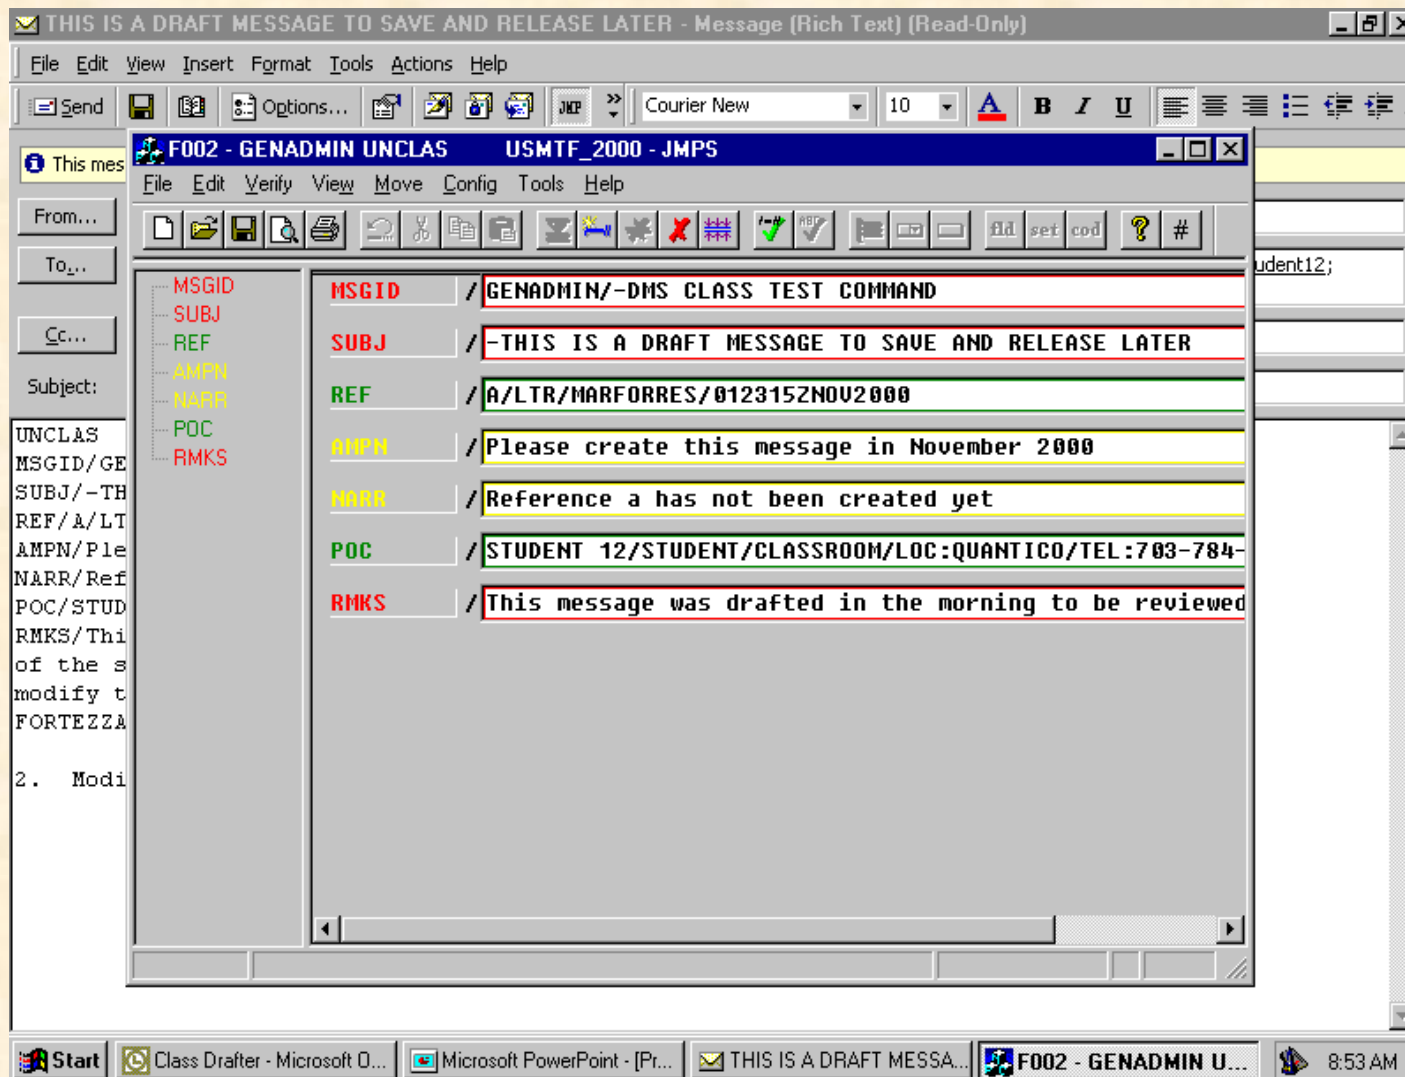 THIS IS A DRAFT MESSAGE TO SAVE AND RELEASE LATER - Message (Rich Text) (Read-Only)
File Edit View Insert Format Tools Actions Help
Send Options... JMP Courier New 10 A B I U
This mes
From...
To...
udent12;
Cc...
Subject:
UNCLAS
MSGID/GE
SUBJ/-TH
REF/A/LT
AMPN/Ple
NARR/Ref
POC/STUD
RMKS/Thi
of the s
modify t
FORTEZZA
2. Modi
F002 - GENADMIN UNCLAS USMTF_2000 - JMPS
File Edit Verify View Move Config Tools Help
ABC fld set cod ? #
MSGID
SUBJ
REF
AMPN
NARR
POC
RMKS
MSGID / GENADMIN/-DMS CLASS TEST COMMAND
SUBJ / -THIS IS A DRAFT MESSAGE TO SAVE AND RELEASE LATER
REF / A/LTR/MARFORRES/012315ZNOV2000
AMPN / Please create this message in November 2000
NARR / Reference a has not been created yet
POC / STUDENT 12/STUDENT/CLASSROOM/LOC:QUANTICO/TEL:703-784-
RMKS / This message was drafted in the morning to be reviewed
Start Class Drafter - Microsoft O... Microsoft PowerPoint - [Pr... THIS IS A DRAFT MESSA... F002 - GENADMIN U... 8:53 AM